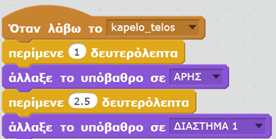 Όταν λάβω το kapelo_telos
περίμενε 1 δευτερόλεπτα
άλλαξε το υπόβαθρο σε ΑΡΗΣ
περίμενε 2.5 δευτερόλεπτα
άλλαξε το υπόβαθρο σε ΔΙΑΣΤΗΜΑ 1